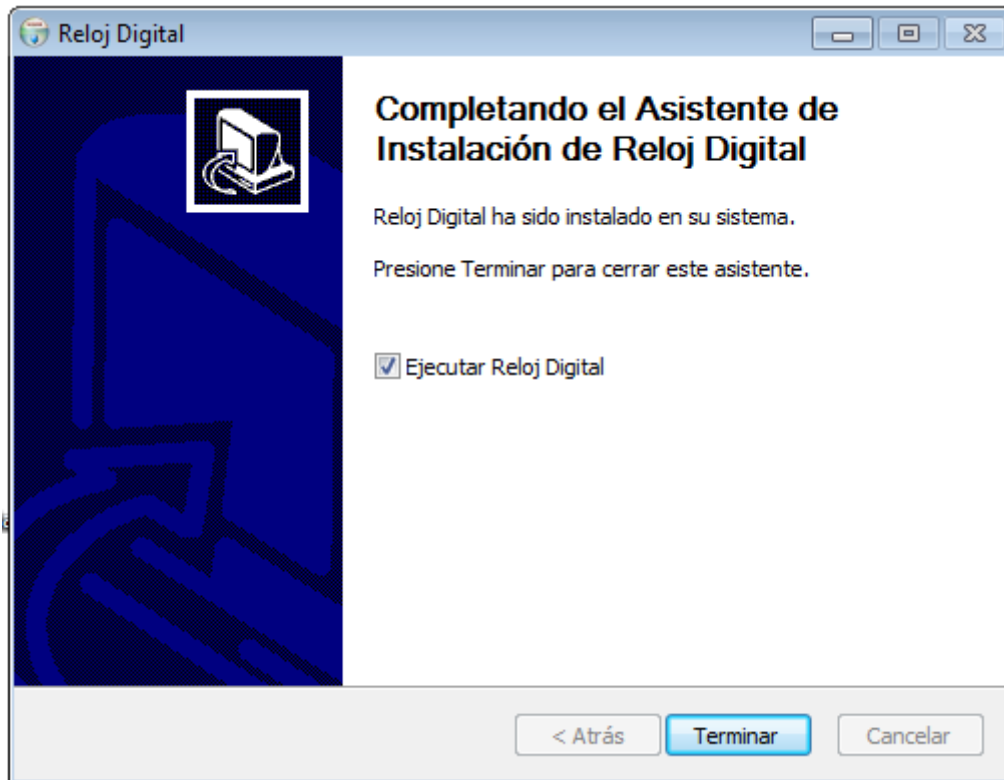 Reloj Digital
Completando el Asistente de
Instalación de Reloj Digital
Reloj Digital ha sido instalado en su sistema.
Presione Terminar para cerrar este asistente.
Ejecutar Reloj Digital
< Atrás
Terminar
Cancelar